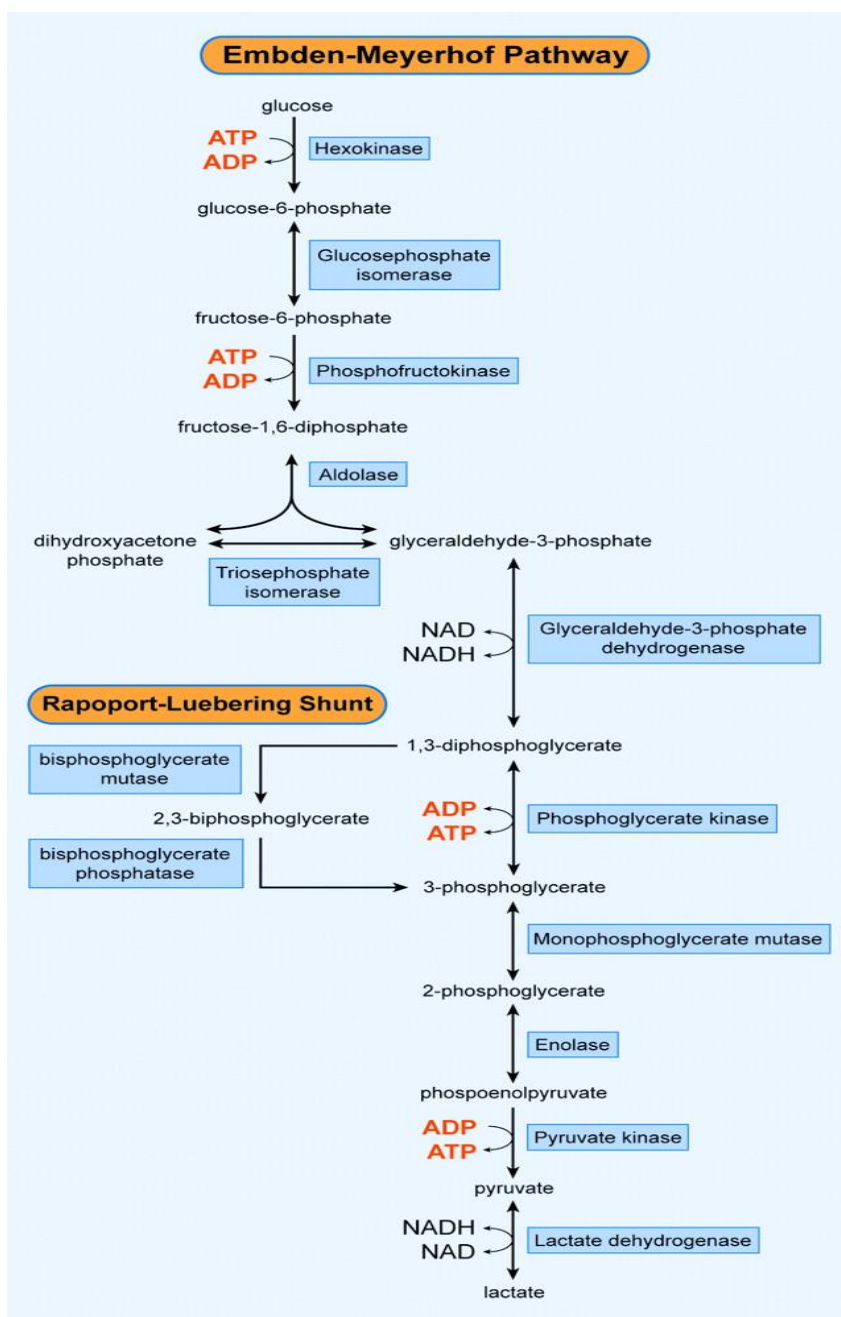 Embden-Meyerhof Pathway
glucose
ATP
ADP
Hexokinase
glucose-6-phosphate
Glucosephosphate
isomerase
fructose-6-phosphate
ATP
ADP
Phosphofructokinase
fructose-1,6-diphosphate
Aldolase
dihydroxyacetone
phosphate
glyceraldehyde-3-phosphate
Triosephosphate
isomerase
NAD
NADH
Glyceraldehyde-3-phosphate
dehydrogenase
Rapoport-Luebering Shunt
1,3-diphosphoglycerate
bisphosphoglycerate
mutase
2,3-biphosphoglycerate
ADP
ATP
Phosphoglycerate kinase
bisphosphoglycerate
phosphatase
3-phosphoglycerate
Monophosphoglycerate mutase
2-phosphoglycerate
Enolase
phospoenolpyruvate
ADP
ATP
Pyruvate kinase
pyruvate
NADH
NAD
Lactate dehydrogenase
lactate